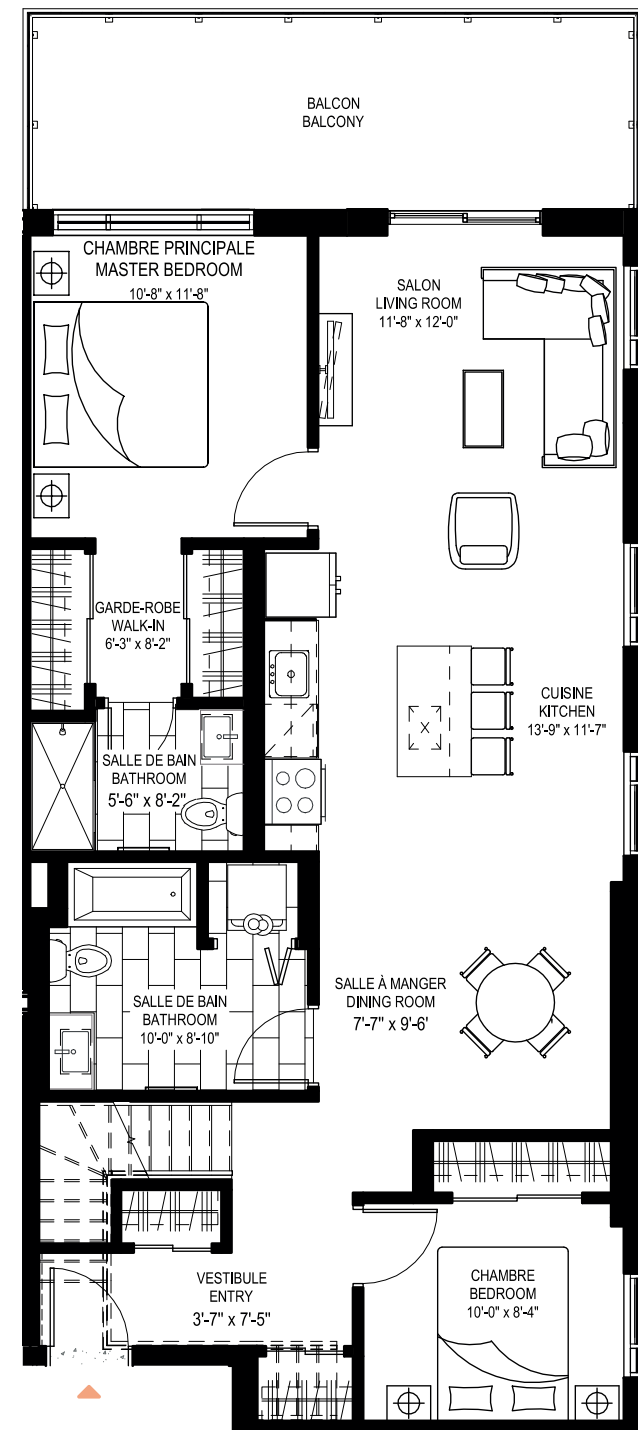 BALCON
BALCONY
CHAMBRE PRINCIPALE
MASTER BEDROOM
10'-8" x 11'-8"
SALON
LIVING ROOM
11'-8" x 12'-0"
GARDE-ROBE
WALK-IN
6'-3" x 8'-2"
CUISINE
KITCHEN
13'-9" x 11'-7"
X
SALLE DE BAIN
BATHROOM
5'-6" x 8'-2"
SALLE À MANGER
DINING ROOM
7'-7" x 9'-6'
SALLE DE BAIN
BATHROOM
10'-0" x 8'-10"
VESTIBULE
ENTRY
3'-7" x 7'-5"
CHAMBRE
BEDROOM
10'-0" x 8'-4"